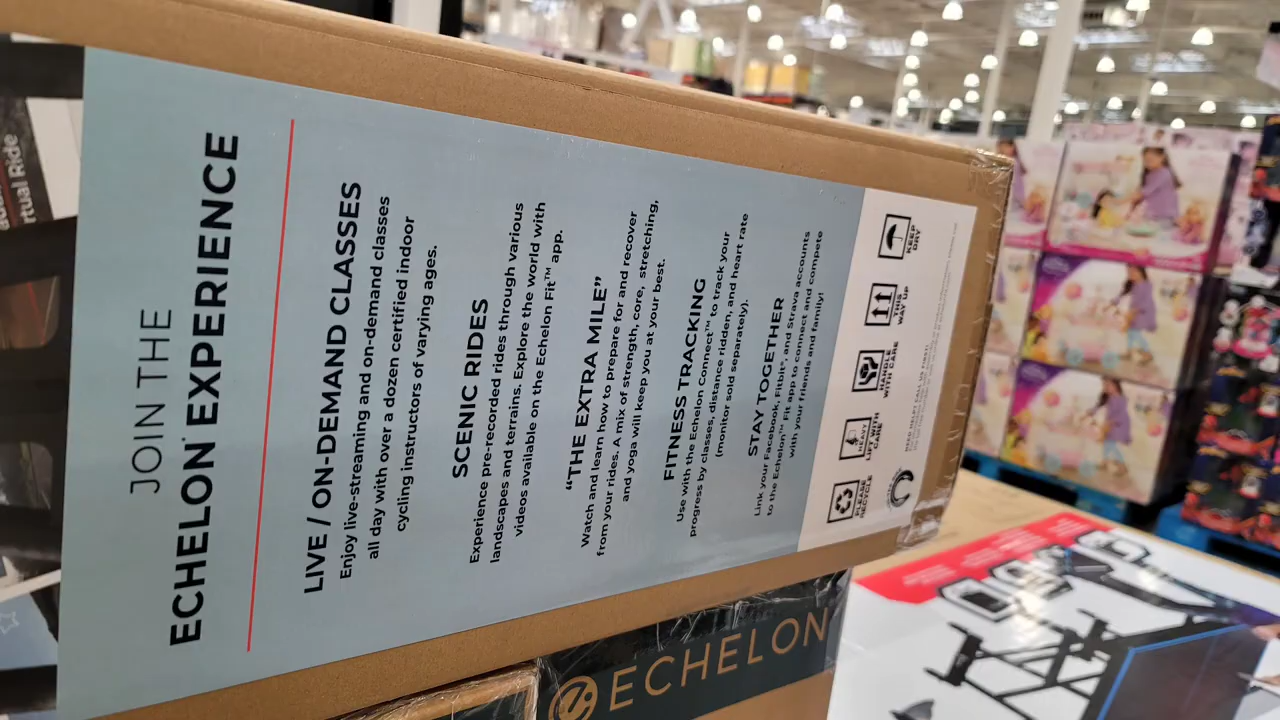 JOIN THE
ECHELON EXPERIENCE
LIVE / ON-DEMAND CLASSES
Enjoy live-streaming and on-demand classes
all day with over a dozen certified indoor
cycling instructors of varying ages.
SCENIC RIDES
Experience pre-recorded rides through various
landscapes and terrains. Explore the world with
videos available on the Echelon Fit™ app.
“THE EXTRA MILE”
Watch and learn how to prepare for and recover
from your rides. A mix of strength, core, stretching,
and yoga will keep you at your best.
FITNESS TRACKING
Use with the Echelon Connect™ to track your
progress by classes, distance ridden, and heart rate
(monitor sold separately).
STAY TOGETHER
Link your Facebook, Fitbit®, and Strava accounts
to the Echelon™ Fit app to connect and compete
with your friends and family!
PLEASE RECYCLE
HEAVY LIFT WITH CARE
HANDLE WITH CARE
THIS WAY UP
KEEP DRY
rtual Ride
ECHELON